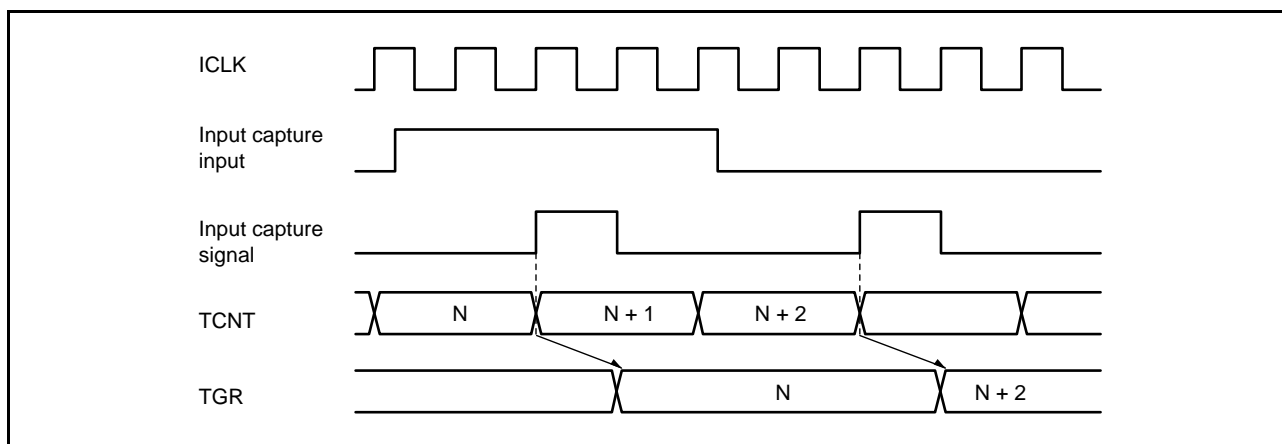 ICLK
Input capture
input
Input capture
signal
TCNT
N
N + 1
N + 2
TGR
N
N + 2